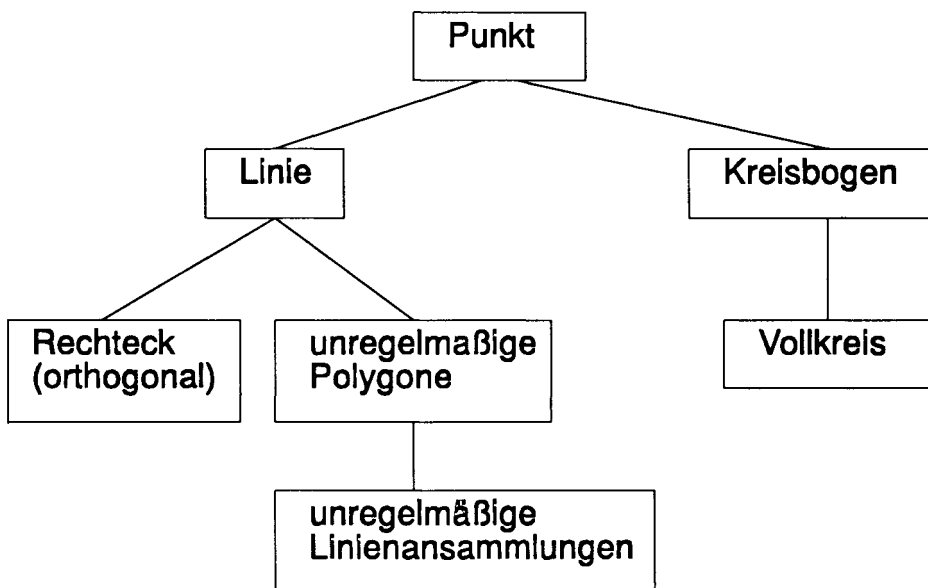 Punkt
Linie
Kreisbogen
Rechteck
(orthogonal)
unregelmaßige
Polygone
Vollkreis
unregelmäßige
Linienansammlungen